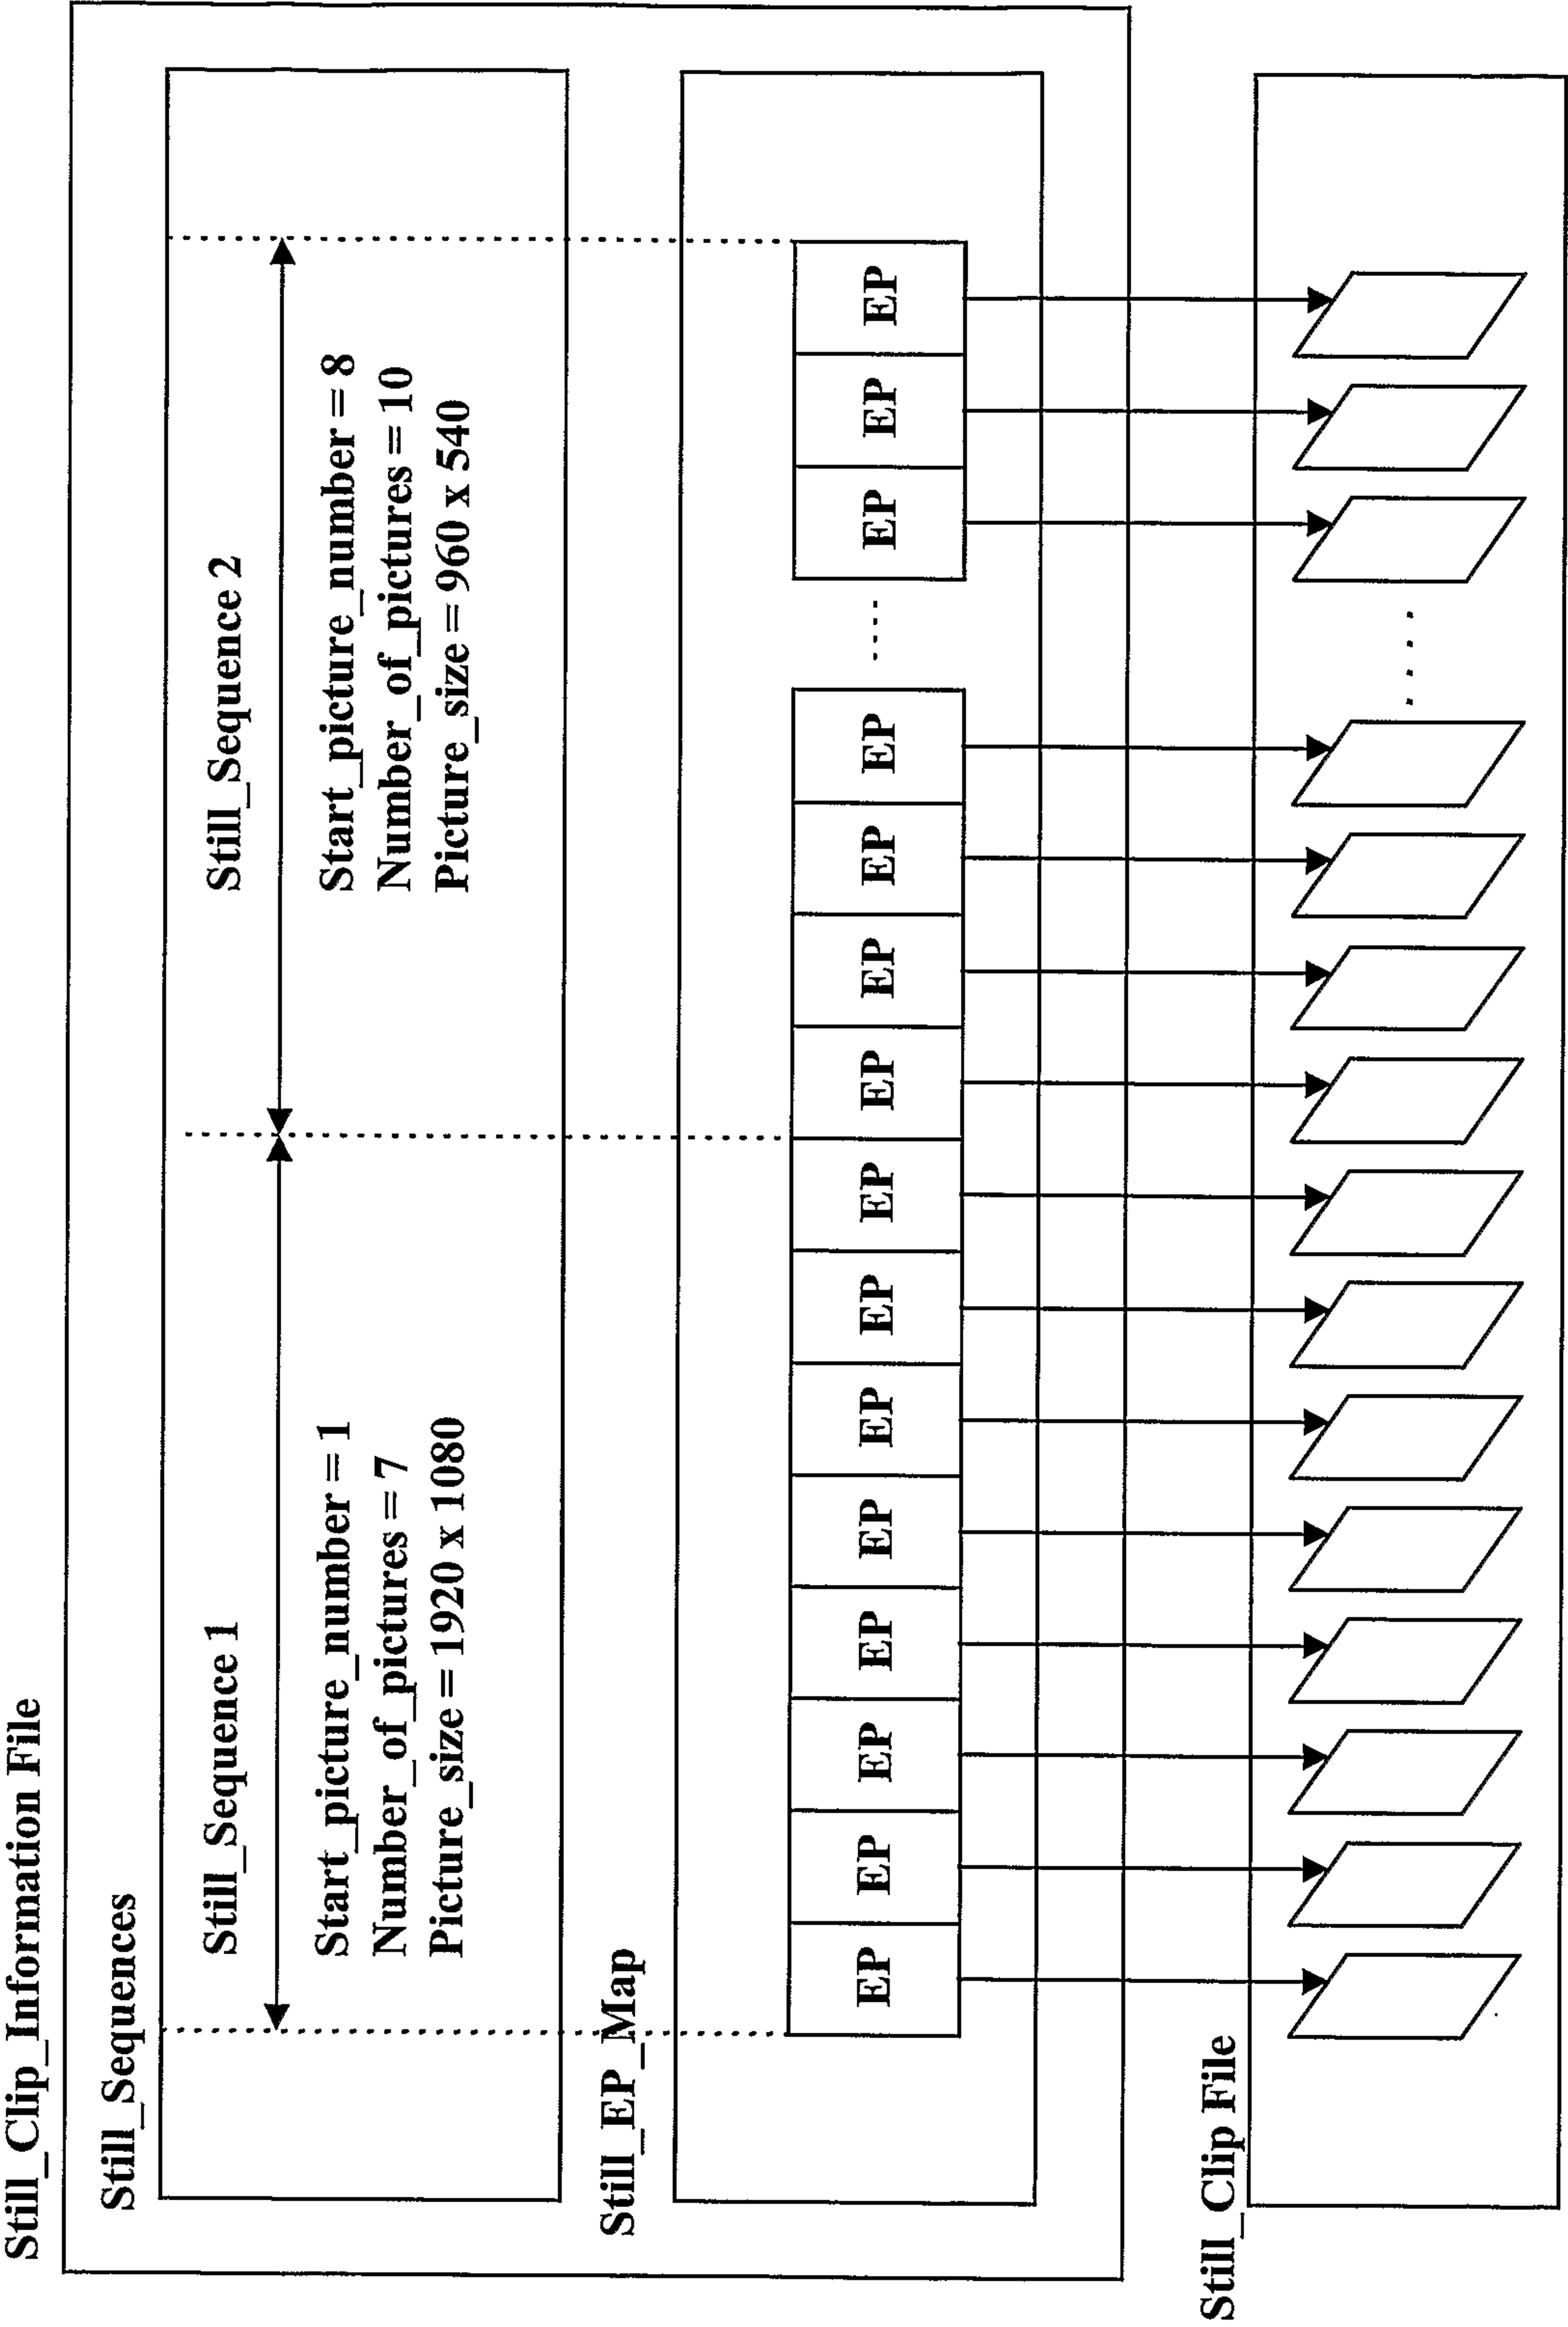 Still_Clip_Information File
Still_Sequences
Still_Sequence 1
Start_picture_number = 1
Number_of_pictures = 7
Picture_size = 1920 x 1080
Still_Sequence 2
Start_picture_number = 8
Number_of_pictures = 10
Picture_size = 960 x 540
Still_EP_Map
EP EP EP EP EP EP EP EP EP EP EP EP ..... EP EP EP
Still_Clip File